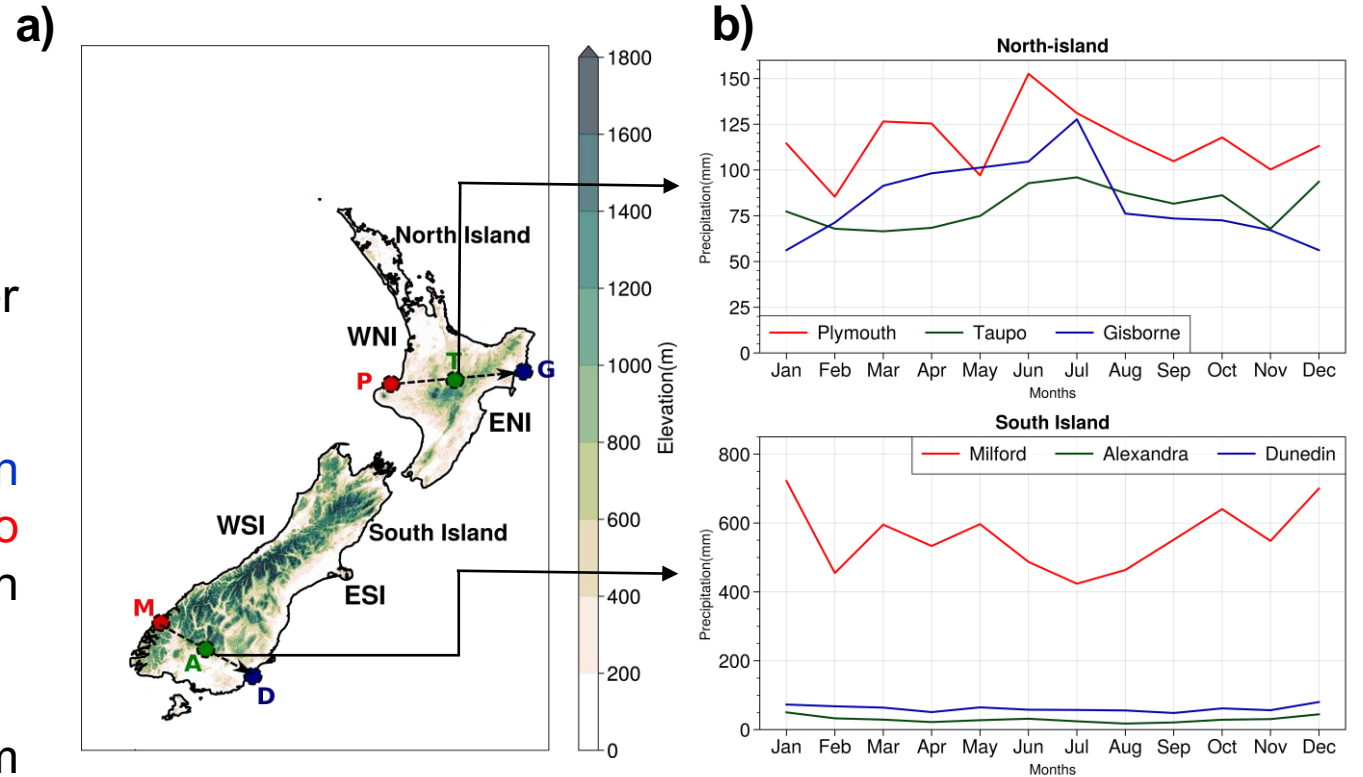 a)
er
n
o
n
m
North Island
WNI
T
P
G
ENI
WSI
South Island
ESI
M
A
D
1800
1600
1400
1200
1000
800
600
400
200
0
Elevation(m)
b)
North-island
150
125
100
75
50
25
0
Precipitation(mm)
Plymouth Taupo Gisborne
Jan Feb Mar Apr May Jun Jul Aug Sep Oct Nov Dec
Months
South Island
800
600
400
200
0
Precipitation(mm)
Milford Alexandra Dunedin
Jan Feb Mar Apr May Jun Jul Aug Sep Oct Nov Dec
Months